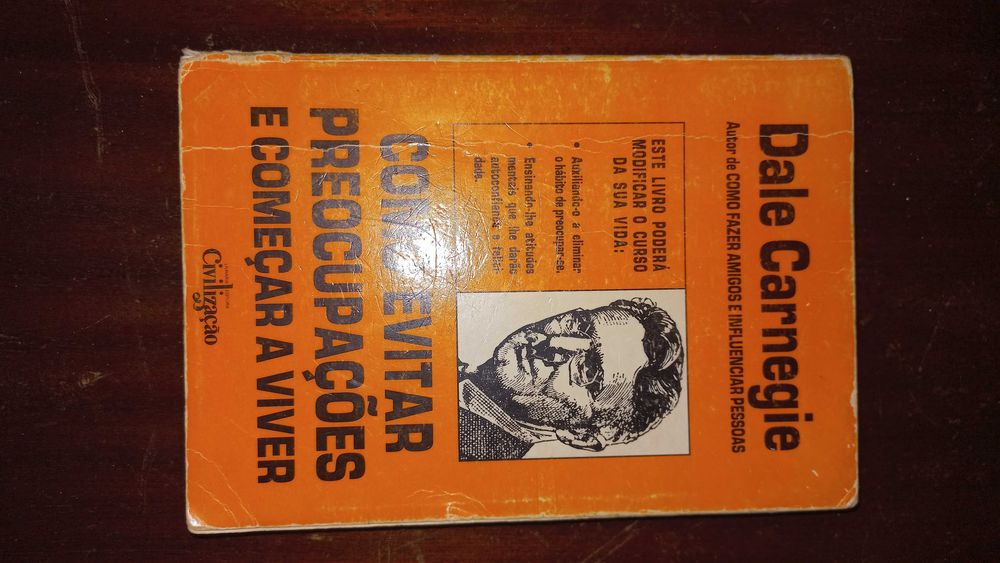 Dale Carnegie
Autor de COMO FAZER AMIGOS E INFLUENCIAR PESSOAS
ESTE LIVRO PODERÁ
MODIFICAR O CURSO
DA SUA VIDA:
• Auxiliando-o a eliminar
o hábito de preocupar-se.
• Ensinando-lhe atitudes
mentais que lhe darão
autoconfiança e felici-
dade.
COMO EVITAR
PREOCUPAÇÕES
E COMEÇAR A VIVER
LIVRARIA EDITORA
Civilização